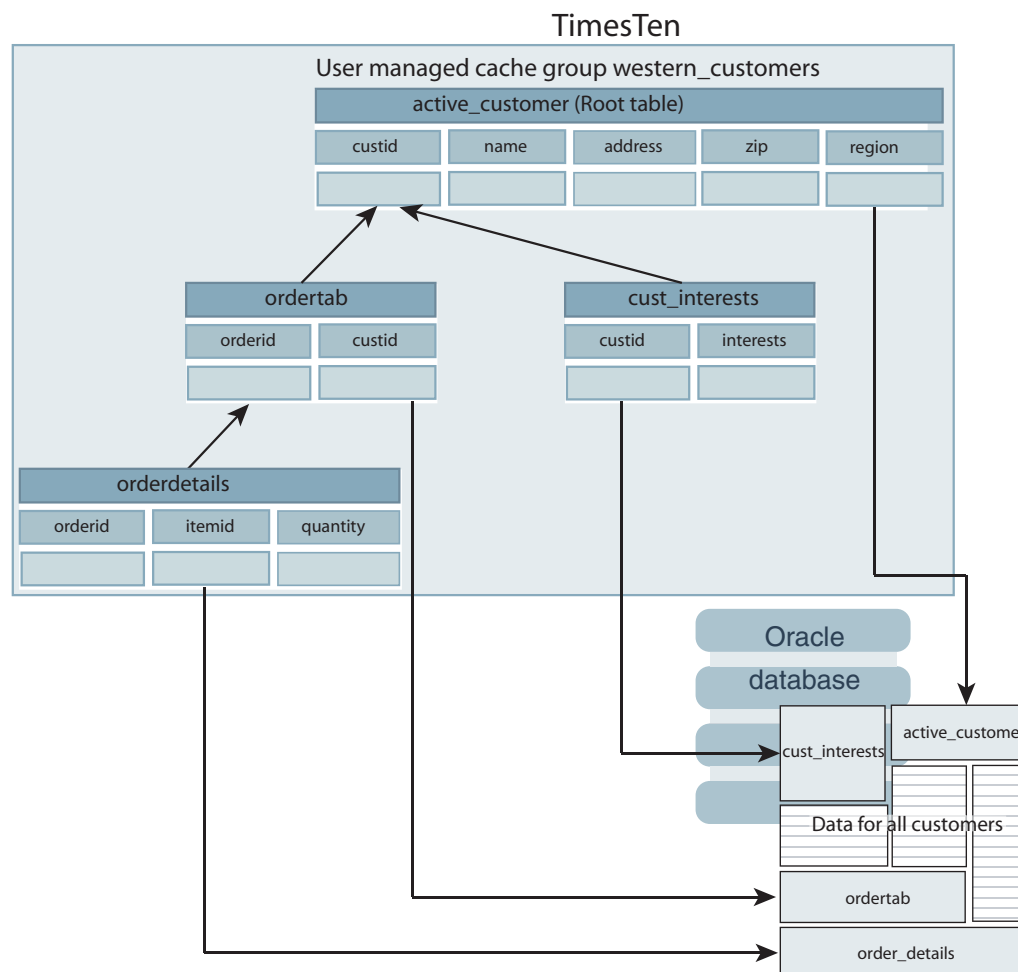 TimesTen
User managed cache group western_customers
active_customer (Root table)
custid name address zip region
ordertab
orderid custid
cust_interests
custid interests
orderdetails
orderid itemid quantity
Oracle
database
active_custome
cust_interests
Data for all customers
ordertab
order_details